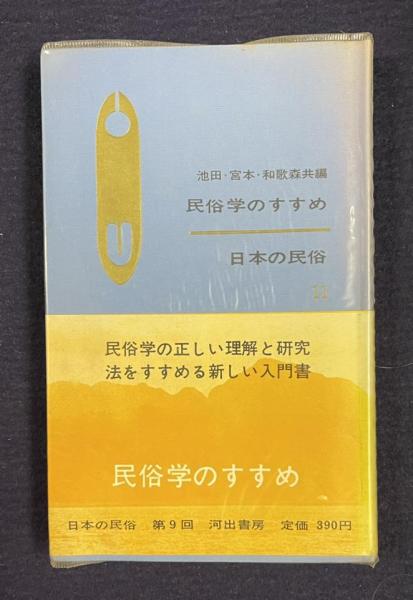 池田・宮本・和歌森共編
民俗学のすすめ
日本の民俗
11
民俗学の正しい理解と研究
法をすすめる新しい入門書
民俗学のすすめ
日本の民俗 第9回 河出書房 定価 390円